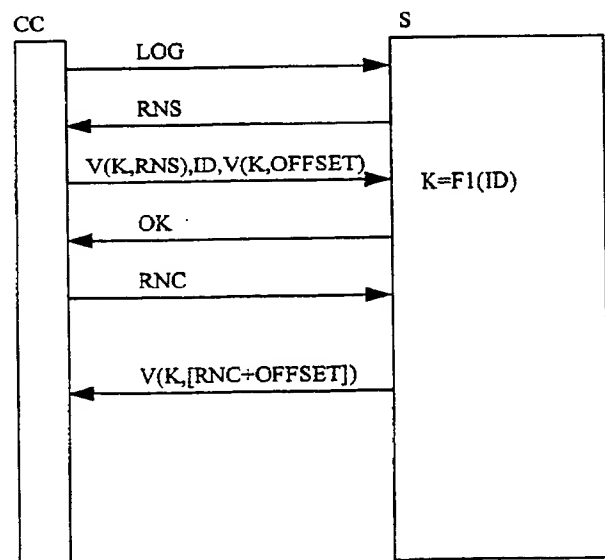 CC
S
LOG
RNS
V(K,RNS),ID,V(K,OFFSET)
K=F1(ID)
OK
RNC
V(K,[RNC÷OFFSET])